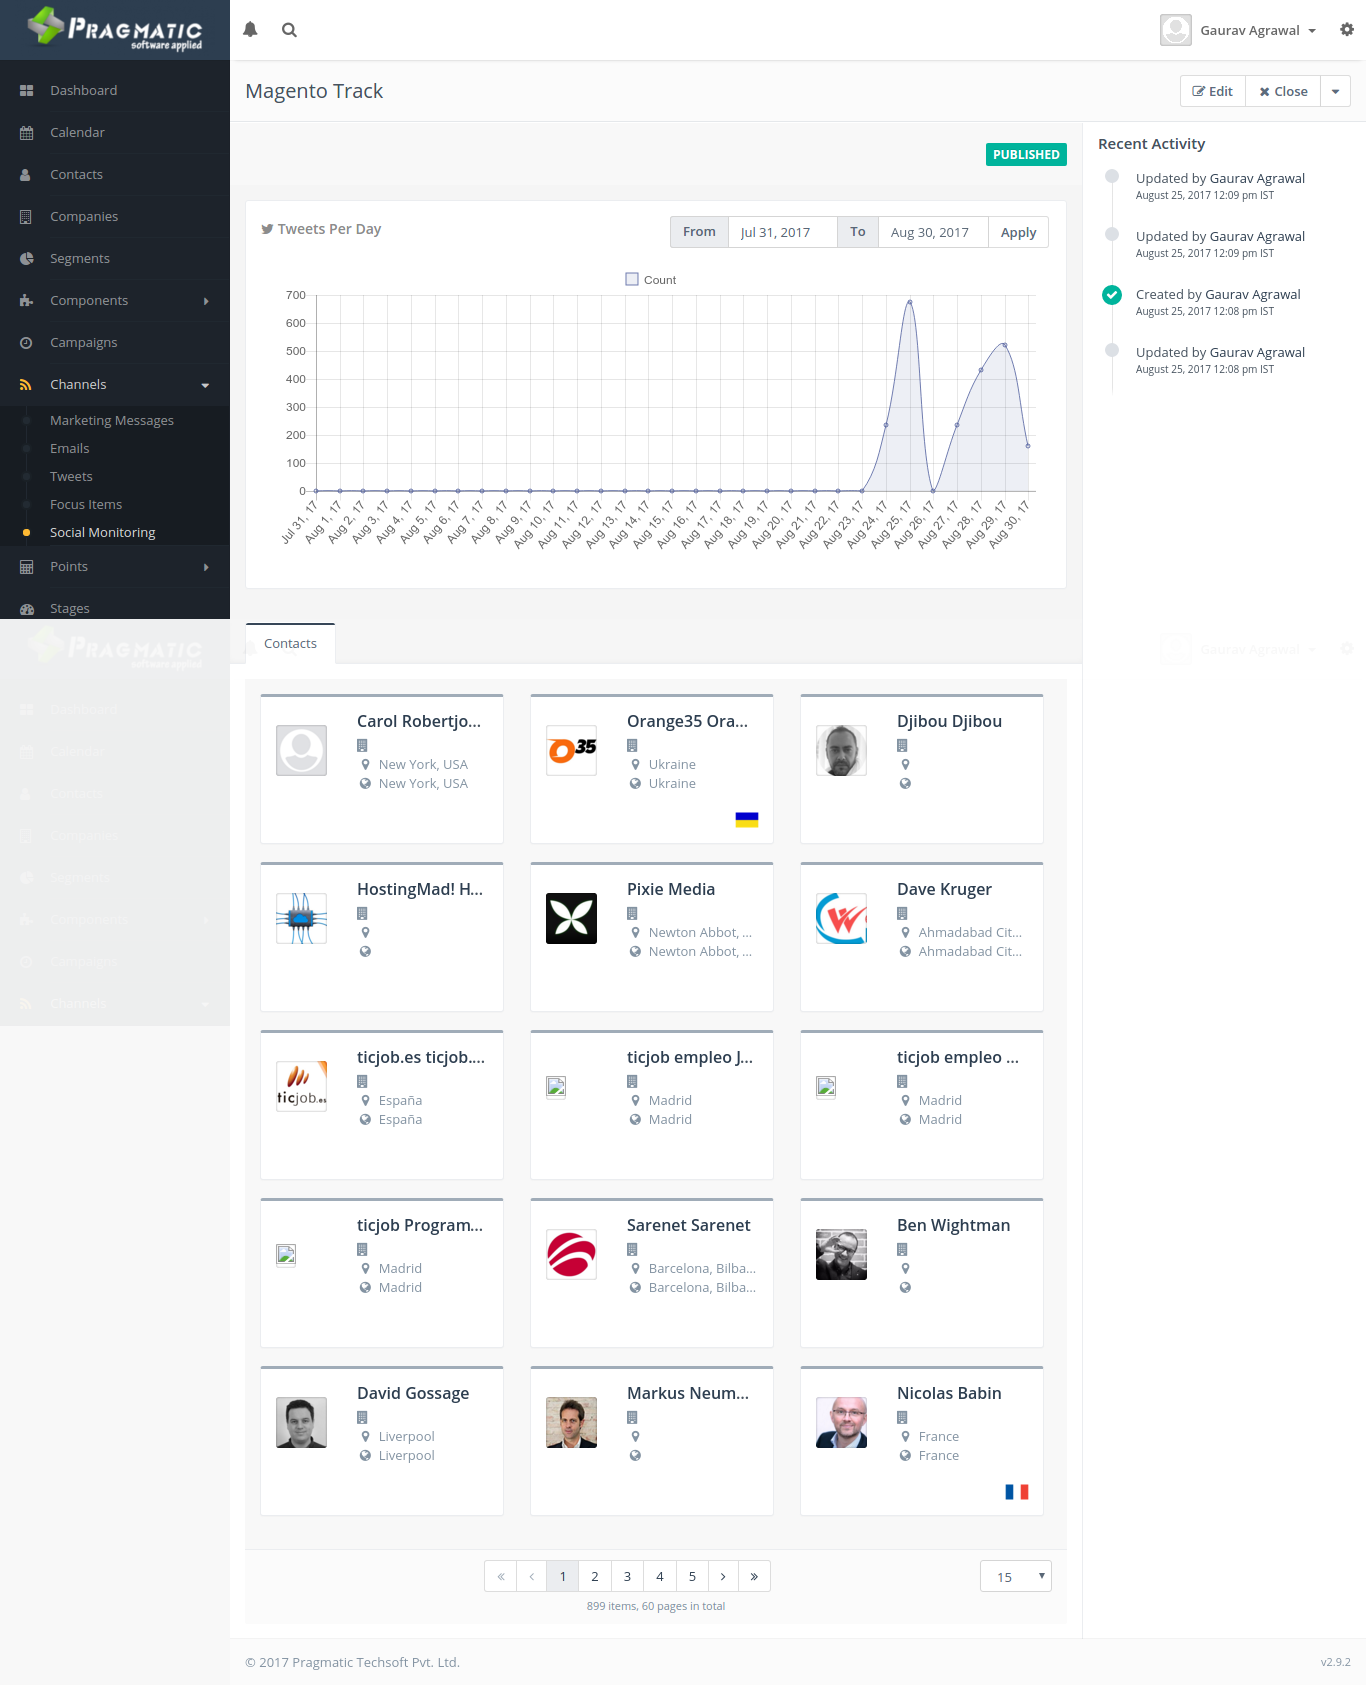 PRAGMATIC
software applied
Gaurav Agrawal
Dashboard
Calendar
Contacts
Companies
Segments
Components
Campaigns
Channels
Marketing Messages
Emails
Tweets
Focus Items
Social Monitoring
Points
Stages
PRAGMATIC
software applied
Channels
Magento Track
Edit
Close
PUBLISHED
Tweets Per Day
From Jul 31, 2017 To Aug 30, 2017 Apply
Count
700
600
500
400
300
200
100
0
Jul 31, 17
Aug 1, 17
Aug 2, 17
Aug 3, 17
Aug 4, 17
Aug 5, 17
Aug 6, 17
Aug 7, 17
Aug 8, 17
Aug 9, 17
Aug 10, 17
Aug 11, 17
Aug 12, 17
Aug 13, 17
Aug 14, 17
Aug 15, 17
Aug 16, 17
Aug 17, 17
Aug 18, 17
Aug 19, 17
Aug 20, 17
Aug 21, 17
Aug 22, 17
Aug 23, 17
Aug 24, 17
Aug 25, 17
Aug 26, 17
Aug 27, 17
Aug 28, 17
Aug 29, 17
Aug 30, 17
Recent Activity
Updated by Gaurav Agrawal
August 25, 2017 12:09 pm IST
Updated by Gaurav Agrawal
August 25, 2017 12:09 pm IST
Created by Gaurav Agrawal
August 25, 2017 12:08 pm IST
Updated by Gaurav Agrawal
August 25, 2017 12:08 pm IST
Gaurav Agrawal
Contacts
Carol Robertjo...
New York, USA
New York, USA
35
Orange35 Ora...
Ukraine
Ukraine
Djibou Djibou
HostingMad! H...
Pixie Media
Newton Abbot, ...
Newton Abbot, ...
Dave Kruger
Ahmadabad Cit...
Ahmadabad Cit...
ticjob.es
ticjob.es ticjob....
España
España
ticjob empleo J...
Madrid
Madrid
ticjob empleo ...
Madrid
Madrid
ticjob Program...
Madrid
Madrid
Sarenet Sarenet
Barcelona, Bilba...
Barcelona, Bilba...
Ben Wightman
David Gossage
Liverpool
Liverpool
Markus Neum...
Nicolas Babin
France
France
« ‹ 1 2 3 4 5 › »
15
899 items, 60 pages in total
© 2017 Pragmatic Techsoft Pvt. Ltd.
v2.9.2